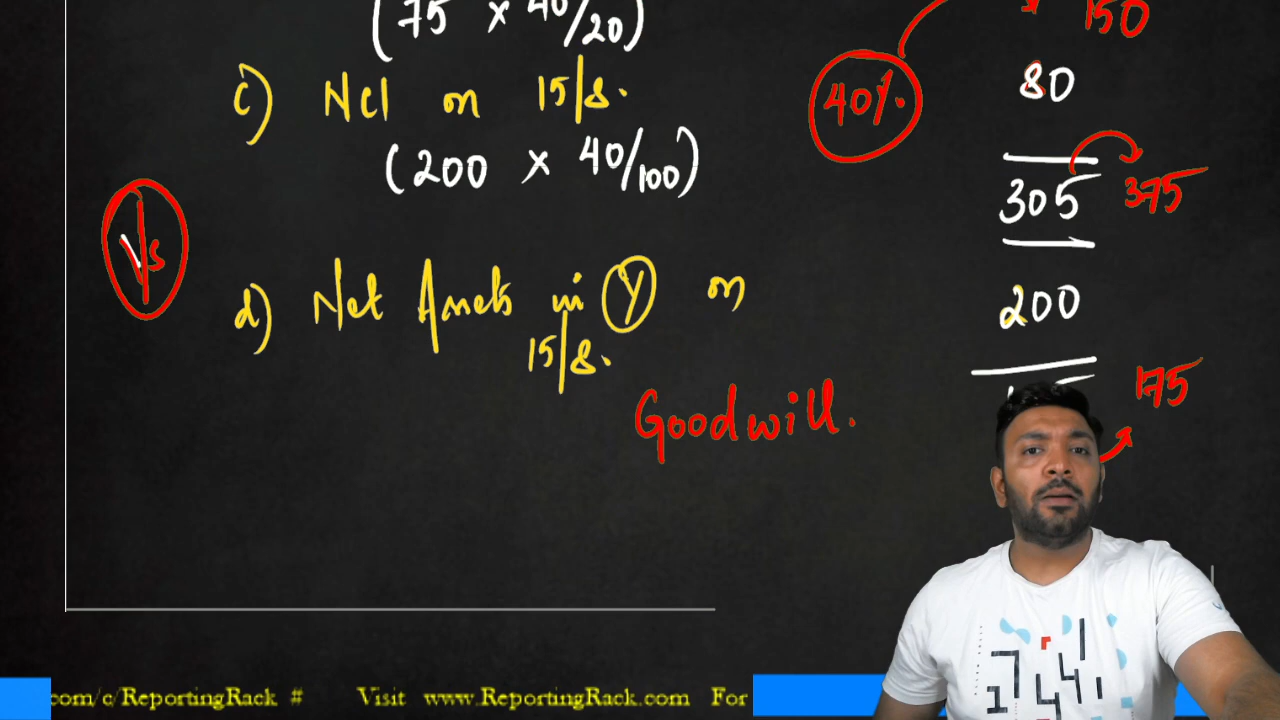 (75 × 40/20)
150
c) NCI on 15/8.
40%.
80
(200 × 40/100)
305
375
Vs
d) Net Assets in Y on
15/8.
200
175
Goodwill.
com/c/ReportingRack # Visit www.ReportingRack.com For